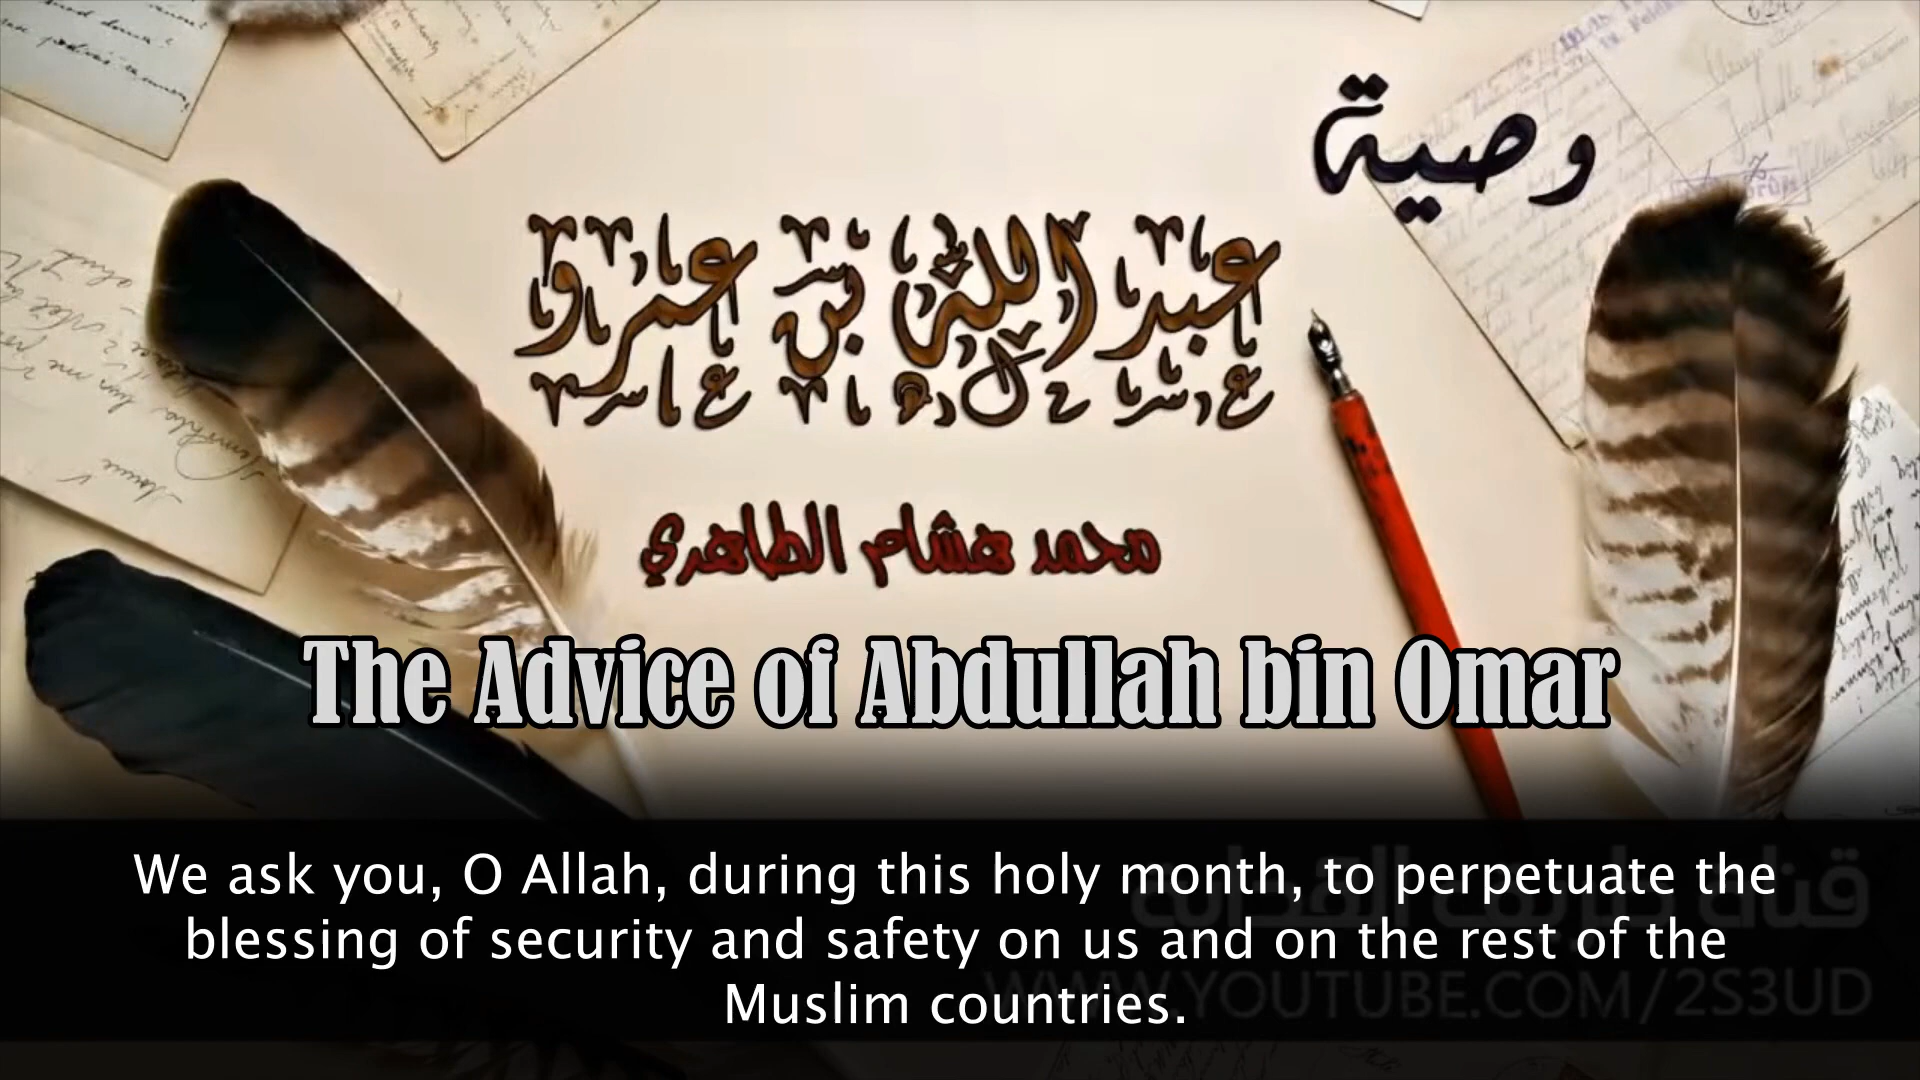 وصية
عبد الله بن عمرو
محمد هشام الطاهري
The Advice of Abdullah bin Omar
We ask you, O Allah, during this holy month, to perpetuate the
blessing of security and safety on us and on the rest of the
Muslim countries.
قناة
WWW.YOUTUBE.COM/2S3UD